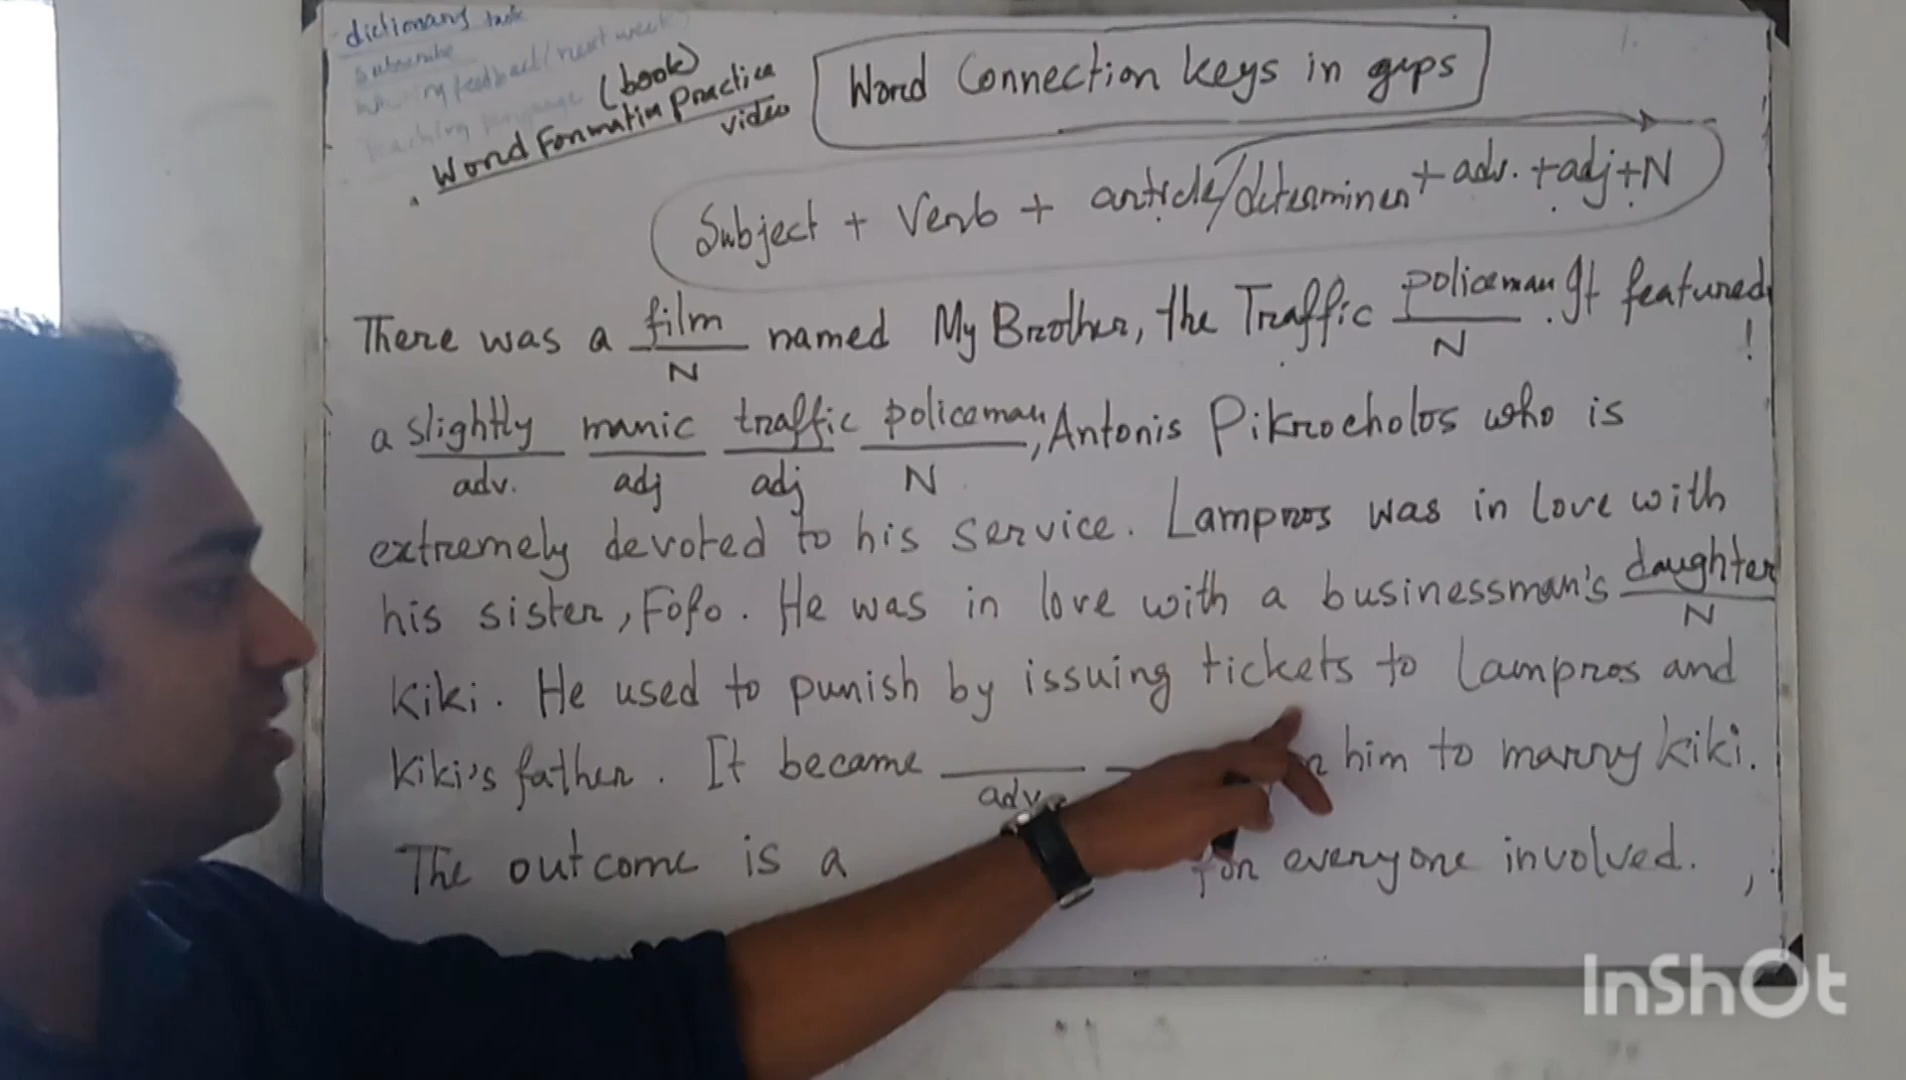 dictionary task
subscribe
(book)
Word Formation Practice
video
Word Connection keys in gaps
Subject + Verb + article/determiner + adv. + adj + N
There was a film named My Brother, the Traffic policeman. It featured
N
N
a slightly manic traffic policeman, Antonis Pikrocholos who is
adv. adj adj N
extremely devoted to his service. Lampros was in love with
his sister, Fofo. He was in love with a businessman's daughter
N
Kiki. He used to punish by issuing tickets to Lampros and
Kiki's father. It became him to marry Kiki.
adv
The outcome is a for everyone involved.
InShOt